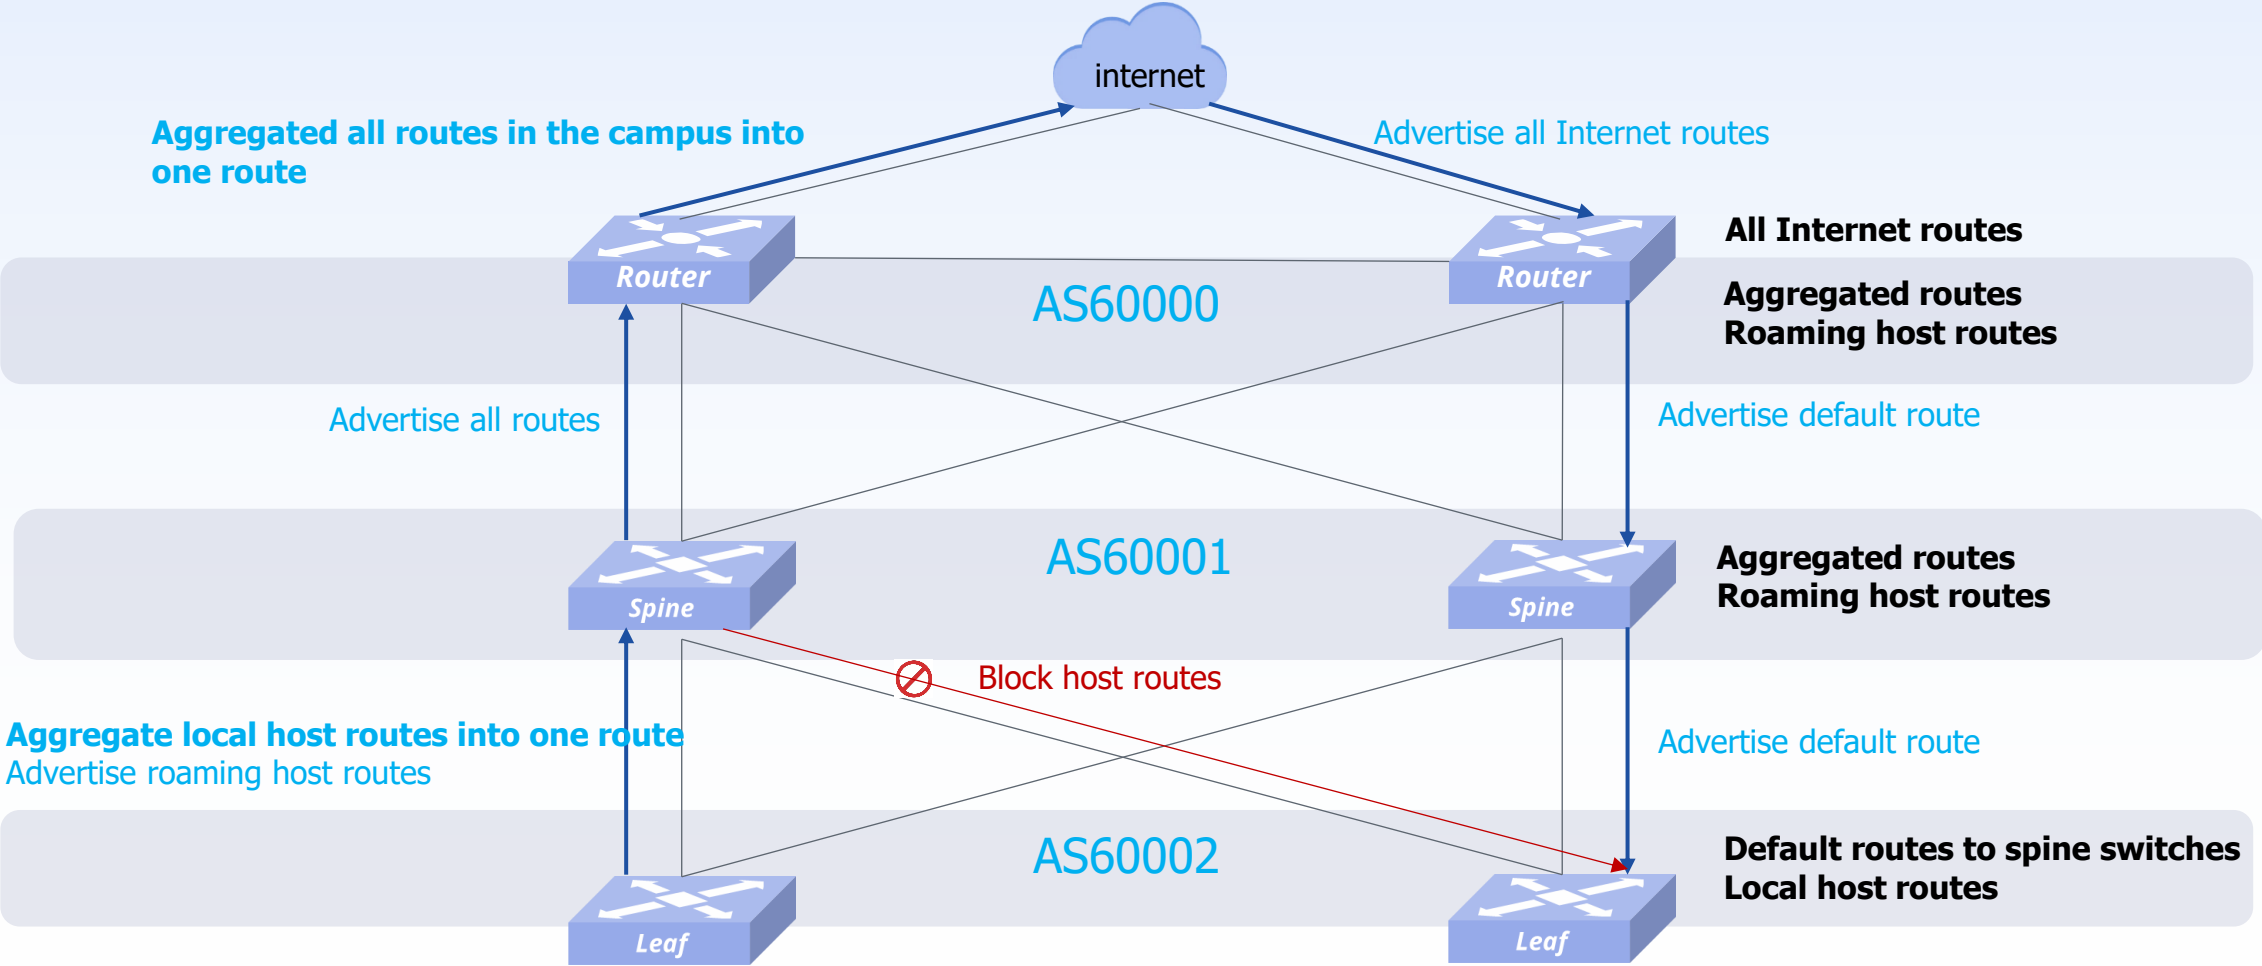 internet
Aggregated all routes in the campus into
one route
Advertise all Internet routes
All Internet routes
Router
Router
AS60000
Aggregated routes
Roaming host routes
Advertise all routes
Advertise default route
AS60001
Aggregated routes
Roaming host routes
Spine
Spine
Block host routes
Aggregate local host routes into one route
Advertise roaming host routes
Advertise default route
AS60002
Default routes to spine switches
Local host routes
Leaf
Leaf